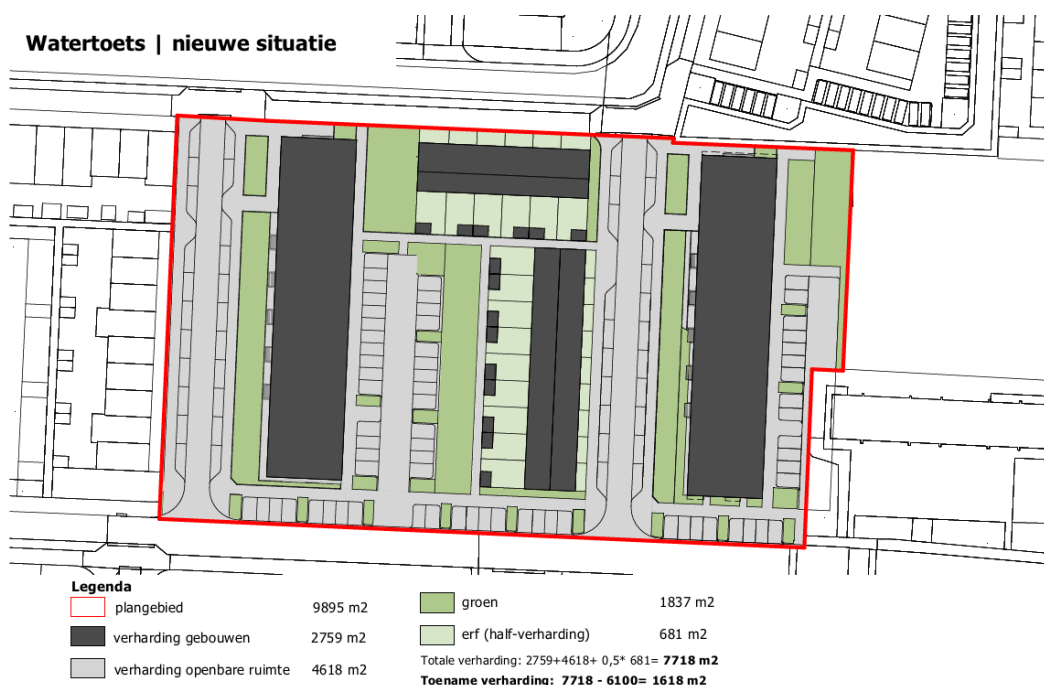 Watertoets | nieuwe situatie
Legenda
plangebied 9895 m2
verharding gebouwen 2759 m2
verharding openbare ruimte 4618 m2
groen 1837 m2
erf (half-verharding) 681 m2
Totale verharding: 2759+4618+ 0,5* 681= 7718 m2
Toename verharding: 7718 - 6100= 1618 m2